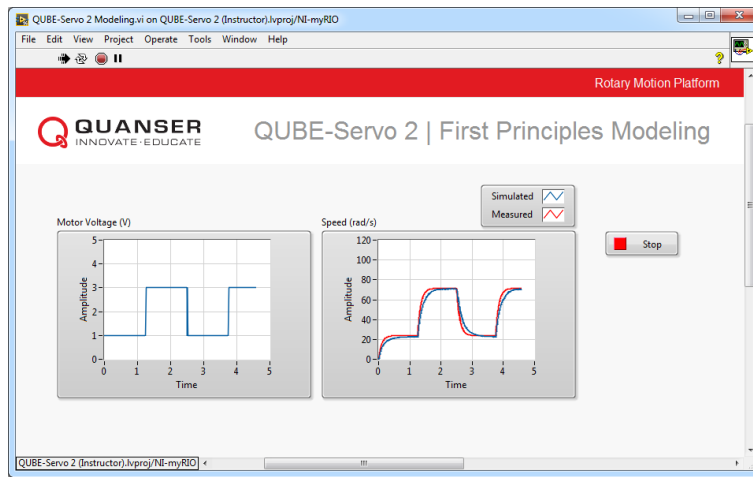 QUBE-Servo 2 Modeling.vi on QUBE-Servo 2 (Instructor).lvproj/NI-myRIO
File Edit View Project Operate Tools Window Help
?
Rotary Motion Platform
QUANSER
INNOVATE·EDUCATE
QUBE-Servo 2 | First Principles Modeling
Simulated
Measured
Motor Voltage (V)
5
4
3
2
1
0
Amplitude
0 1 2 3 4 5
Time
Speed (rad/s)
120
100
80
60
40
20
0
Amplitude
0 1 2 3 4 5
Time
Stop
QUBE-Servo 2 (Instructor).lvproj/NI-myRIO